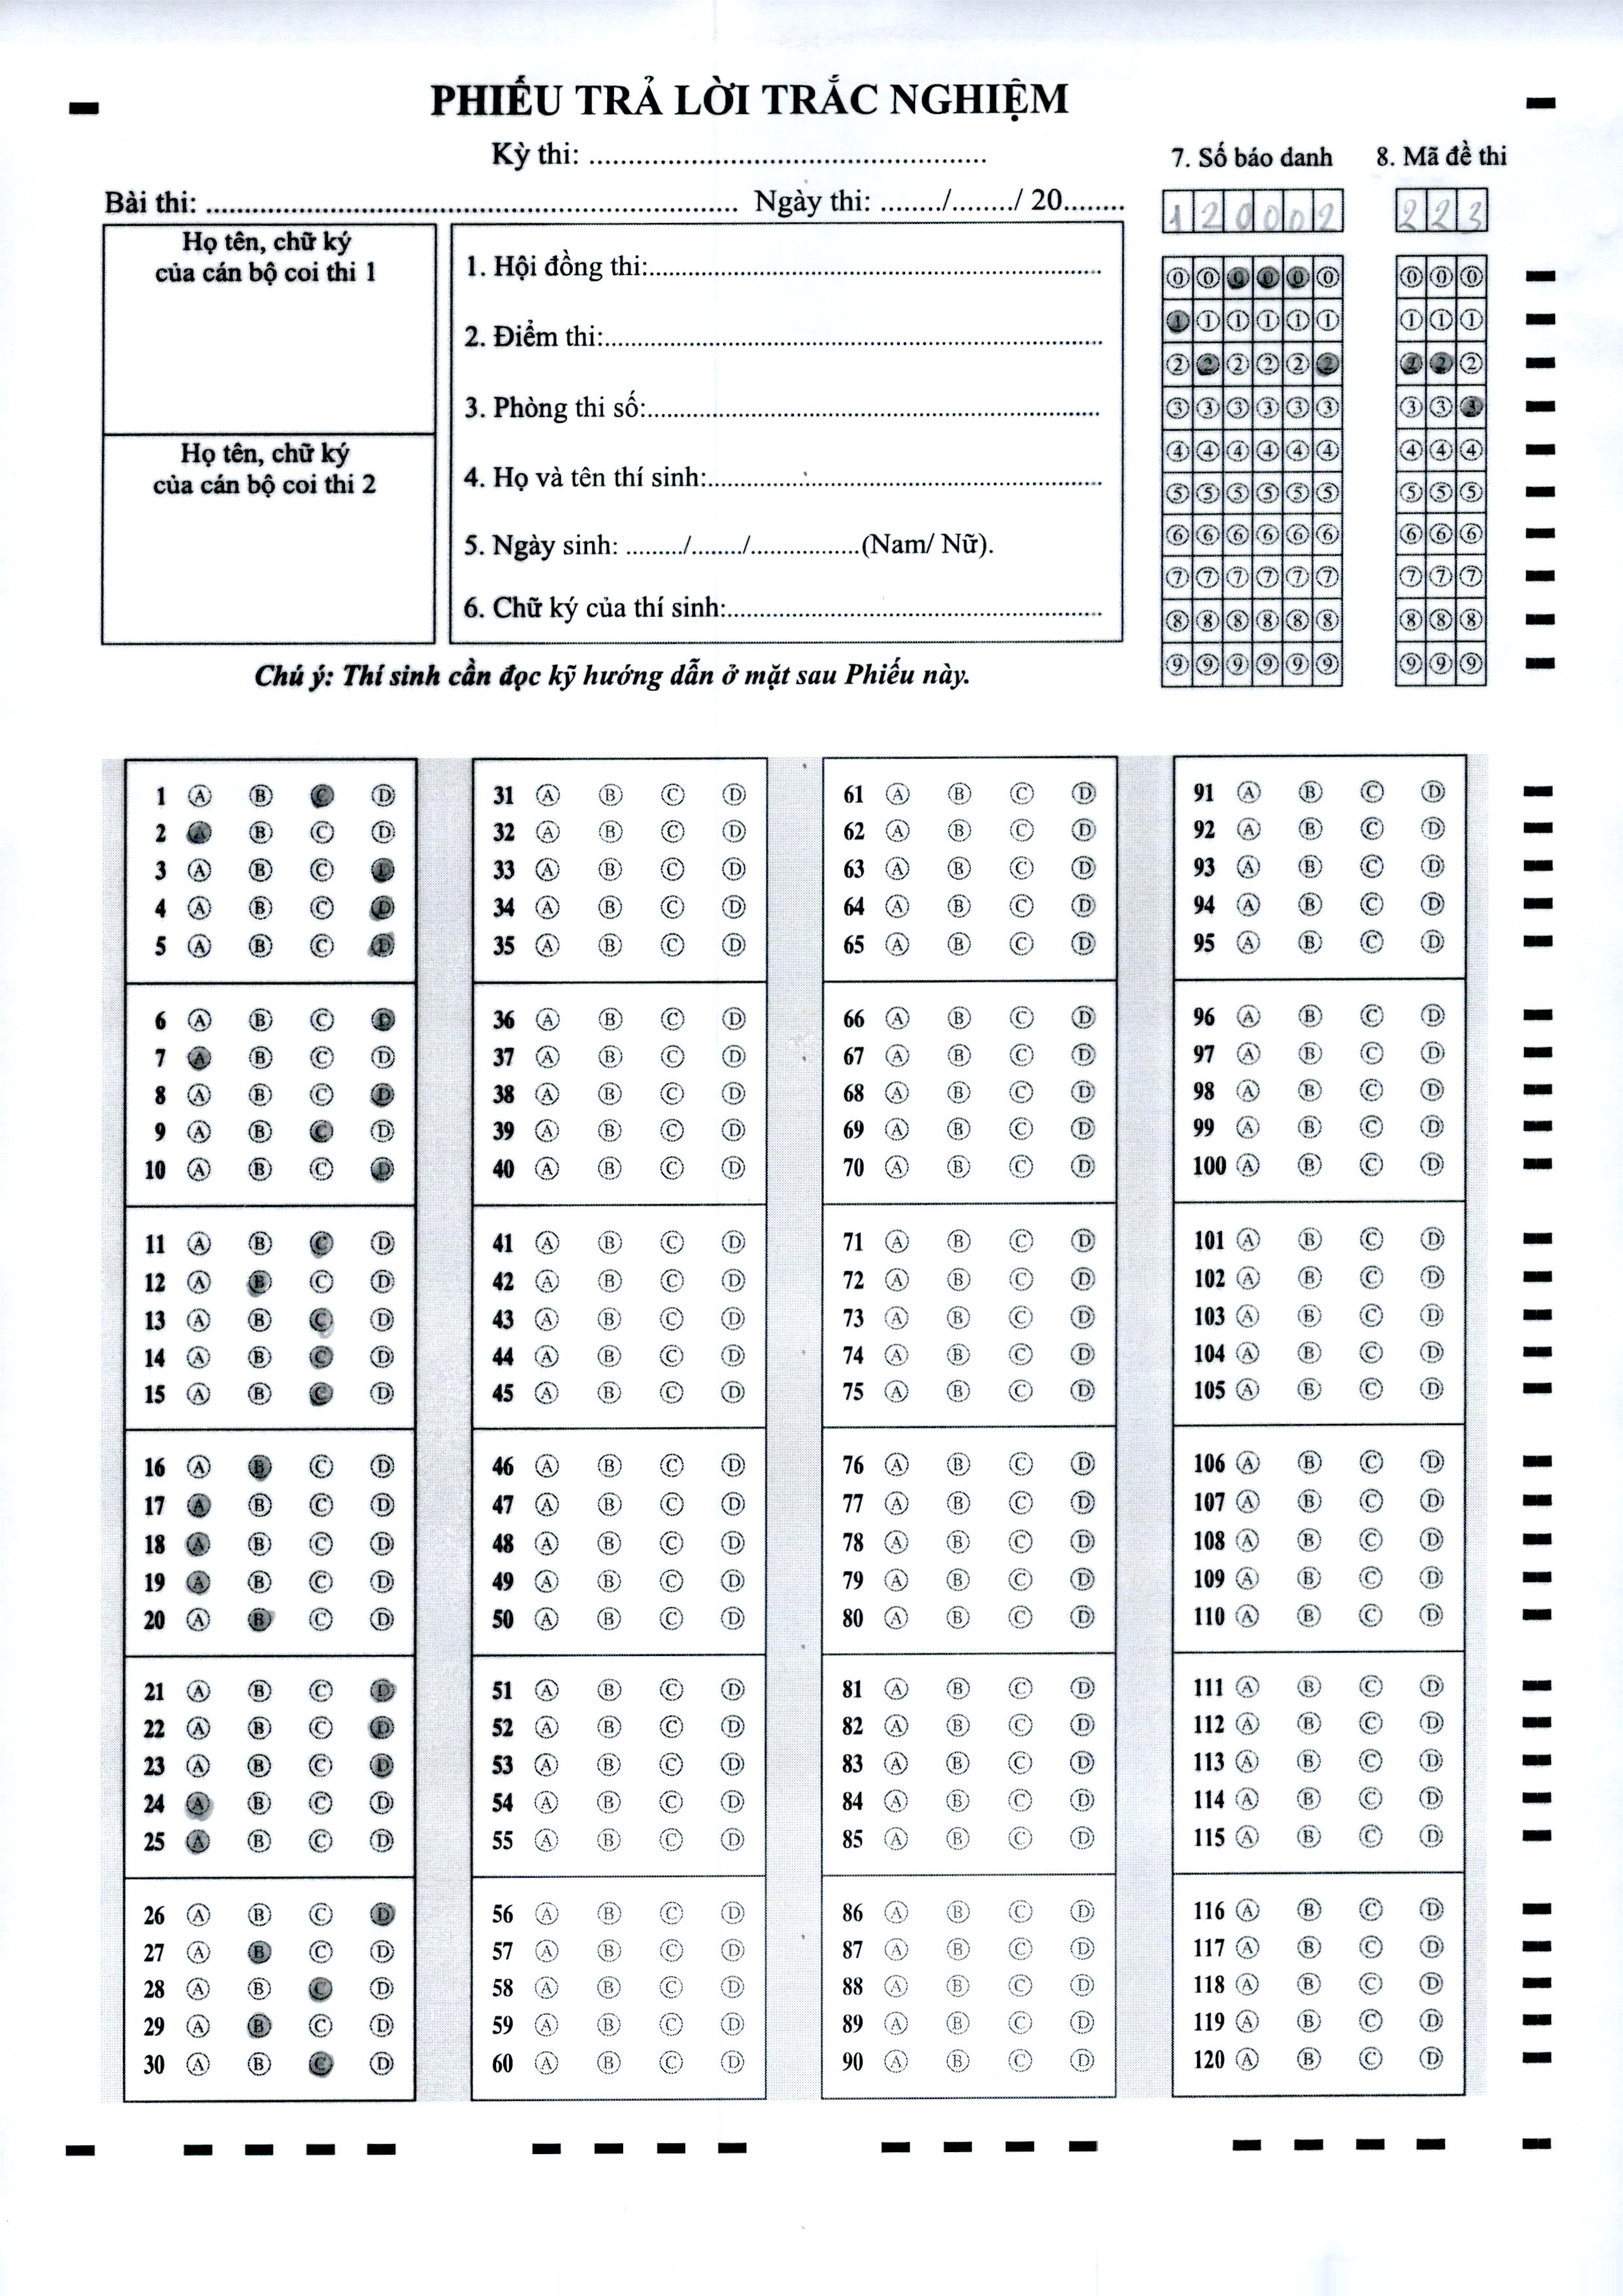 PHIẾU TRẢ LỜI TRẮC NGHIỆM
Kỳ thi: ....................................................
Bài thi: ...................................................................... Ngày thi: ......../......../ 20........
7. Số báo danh
8. Mã đề thi
120002
223
Họ tên, chữ ký
của cán bộ coi thi 1
Họ tên, chữ ký
của cán bộ coi thi 2
1. Hội đồng thi:............................................................
2. Điểm thi:..................................................................
3. Phòng thi số:............................................................
4. Họ và tên thí sinh:....................................................
5. Ngày sinh: ......../......./...............(Nam/ Nữ).
6. Chữ ký của thí sinh:.................................................
0 0 0 0 0 0 0 0 0
1 1 1 1 1 1 1 1 1
2 2 2 2 2 2 2 2 2
3 3 3 3 3 3 3 3 3
4 4 4 4 4 4 4 4 4
5 5 5 5 5 5 5 5 5
6 6 6 6 6 6 6 6 6
7 7 7 7 7 7 7 7 7
8 8 8 8 8 8 8 8 8
9 9 9 9 9 9 9 9 9
Chú ý: Thí sinh cần đọc kỹ hướng dẫn ở mặt sau Phiếu này.
1 A B C D
2 A B C D
3 A B C D
4 A B C D
5 A B C D
6 A B C D
7 A B C D
8 A B C D
9 A B C D
10 A B C D
11 A B C D
12 A B C D
13 A B C D
14 A B C D
15 A B C D
16 A B C D
17 A B C D
18 A B C D
19 A B C D
20 A B C D
21 A B C D
22 A B C D
23 A B C D
24 A B C D
25 A B C D
26 A B C D
27 A B C D
28 A B C D
29 A B C D
30 A B C D
31 A B C D
32 A B C D
33 A B C D
34 A B C D
35 A B C D
36 A B C D
37 A B C D
38 A B C D
39 A B C D
40 A B C D
41 A B C D
42 A B C D
43 A B C D
44 A B C D
45 A B C D
46 A B C D
47 A B C D
48 A B C D
49 A B C D
50 A B C D
51 A B C D
52 A B C D
53 A B C D
54 A B C D
55 A B C D
56 A B C D
57 A B C D
58 A B C D
59 A B C D
60 A B C D
61 A B C D
62 A B C D
63 A B C D
64 A B C D
65 A B C D
66 A B C D
67 A B C D
68 A B C D
69 A B C D
70 A B C D
71 A B C D
72 A B C D
73 A B C D
74 A B C D
75 A B C D
76 A B C D
77 A B C D
78 A B C D
79 A B C D
80 A B C D
81 A B C D
82 A B C D
83 A B C D
84 A B C D
85 A B C D
86 A B C D
87 A B C D
88 A B C D
89 A B C D
90 A B C D
91 A B C D
92 A B C D
93 A B C D
94 A B C D
95 A B C D
96 A B C D
97 A B C D
98 A B C D
99 A B C D
100 A B C D
101 A B C D
102 A B C D
103 A B C D
104 A B C D
105 A B C D
106 A B C D
107 A B C D
108 A B C D
109 A B C D
110 A B C D
111 A B C D
112 A B C D
113 A B C D
114 A B C D
115 A B C D
116 A B C D
117 A B C D
118 A B C D
119 A B C D
120 A B C D